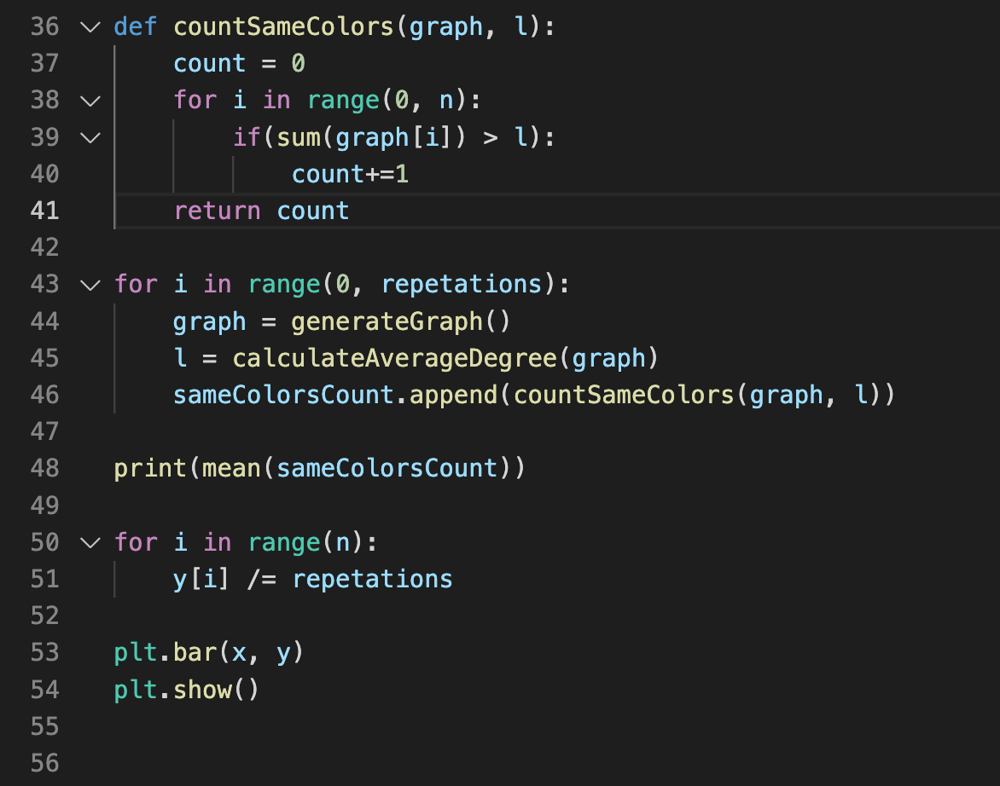 36 def countSameColors(graph, l):
37     count = 0
38     for i in range(0, n):
39         if(sum(graph[i]) > l):
40             count+=1
41     return count
42
43 for i in range(0, repetations):
44     graph = generateGraph()
45     l = calculateAverageDegree(graph)
46     sameColorsCount.append(countSameColors(graph, l))
47
48 print(mean(sameColorsCount))
49
50 for i in range(n):
51     y[i] /= repetations
52
53 plt.bar(x, y)
54 plt.show()
55
56